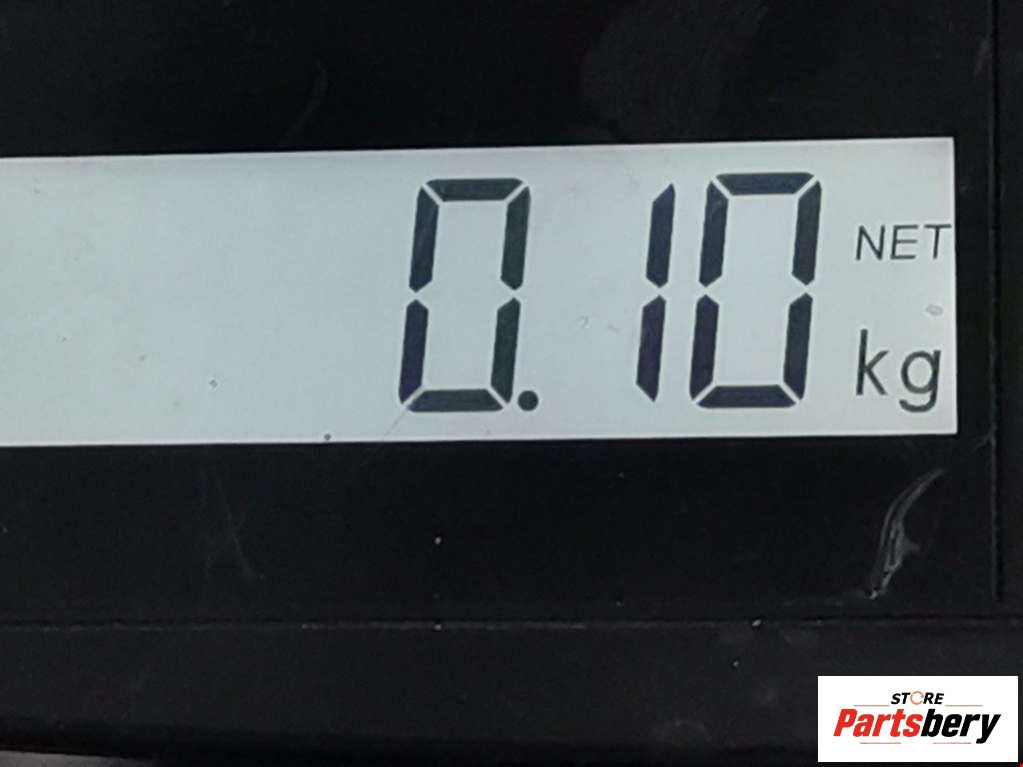 0.10 NET
kg
STORE
Partsbery